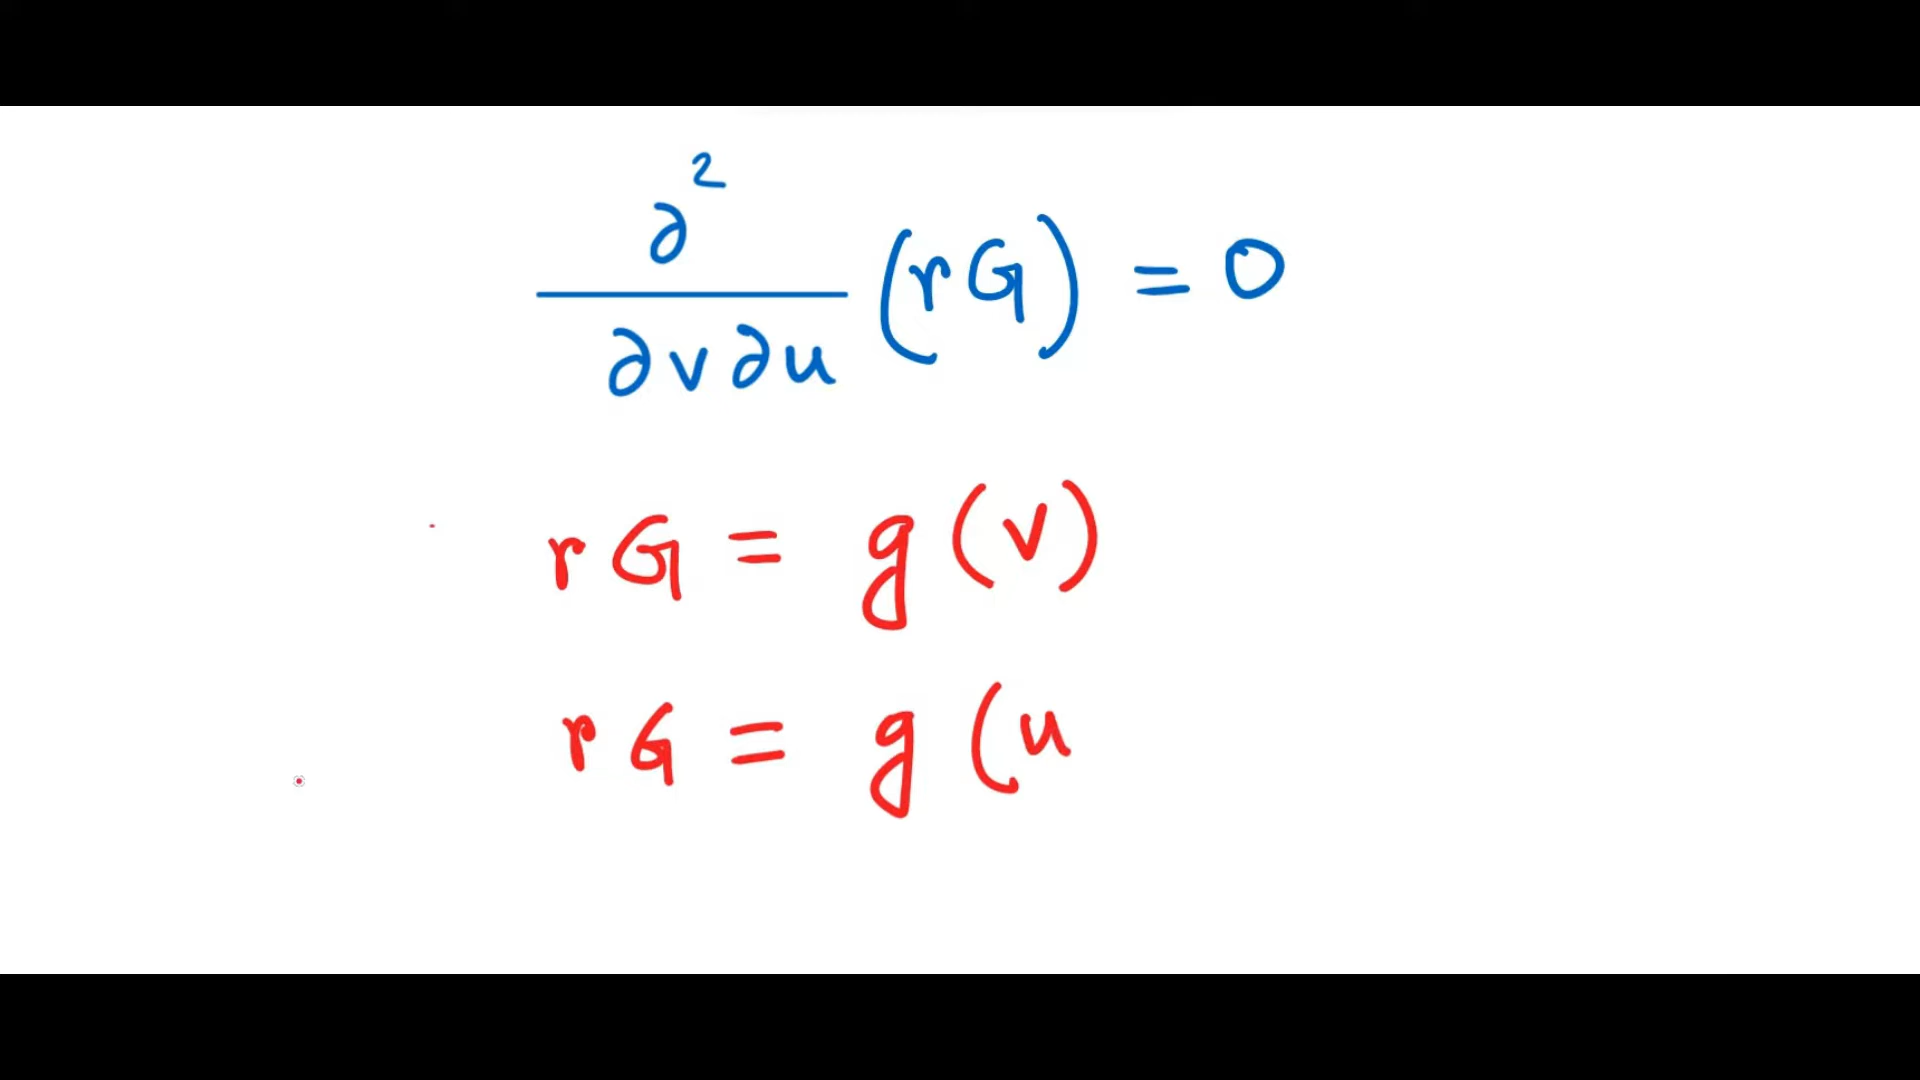 ∂²/∂v∂u (rG) = 0
rG = g(v)
rG = g(u